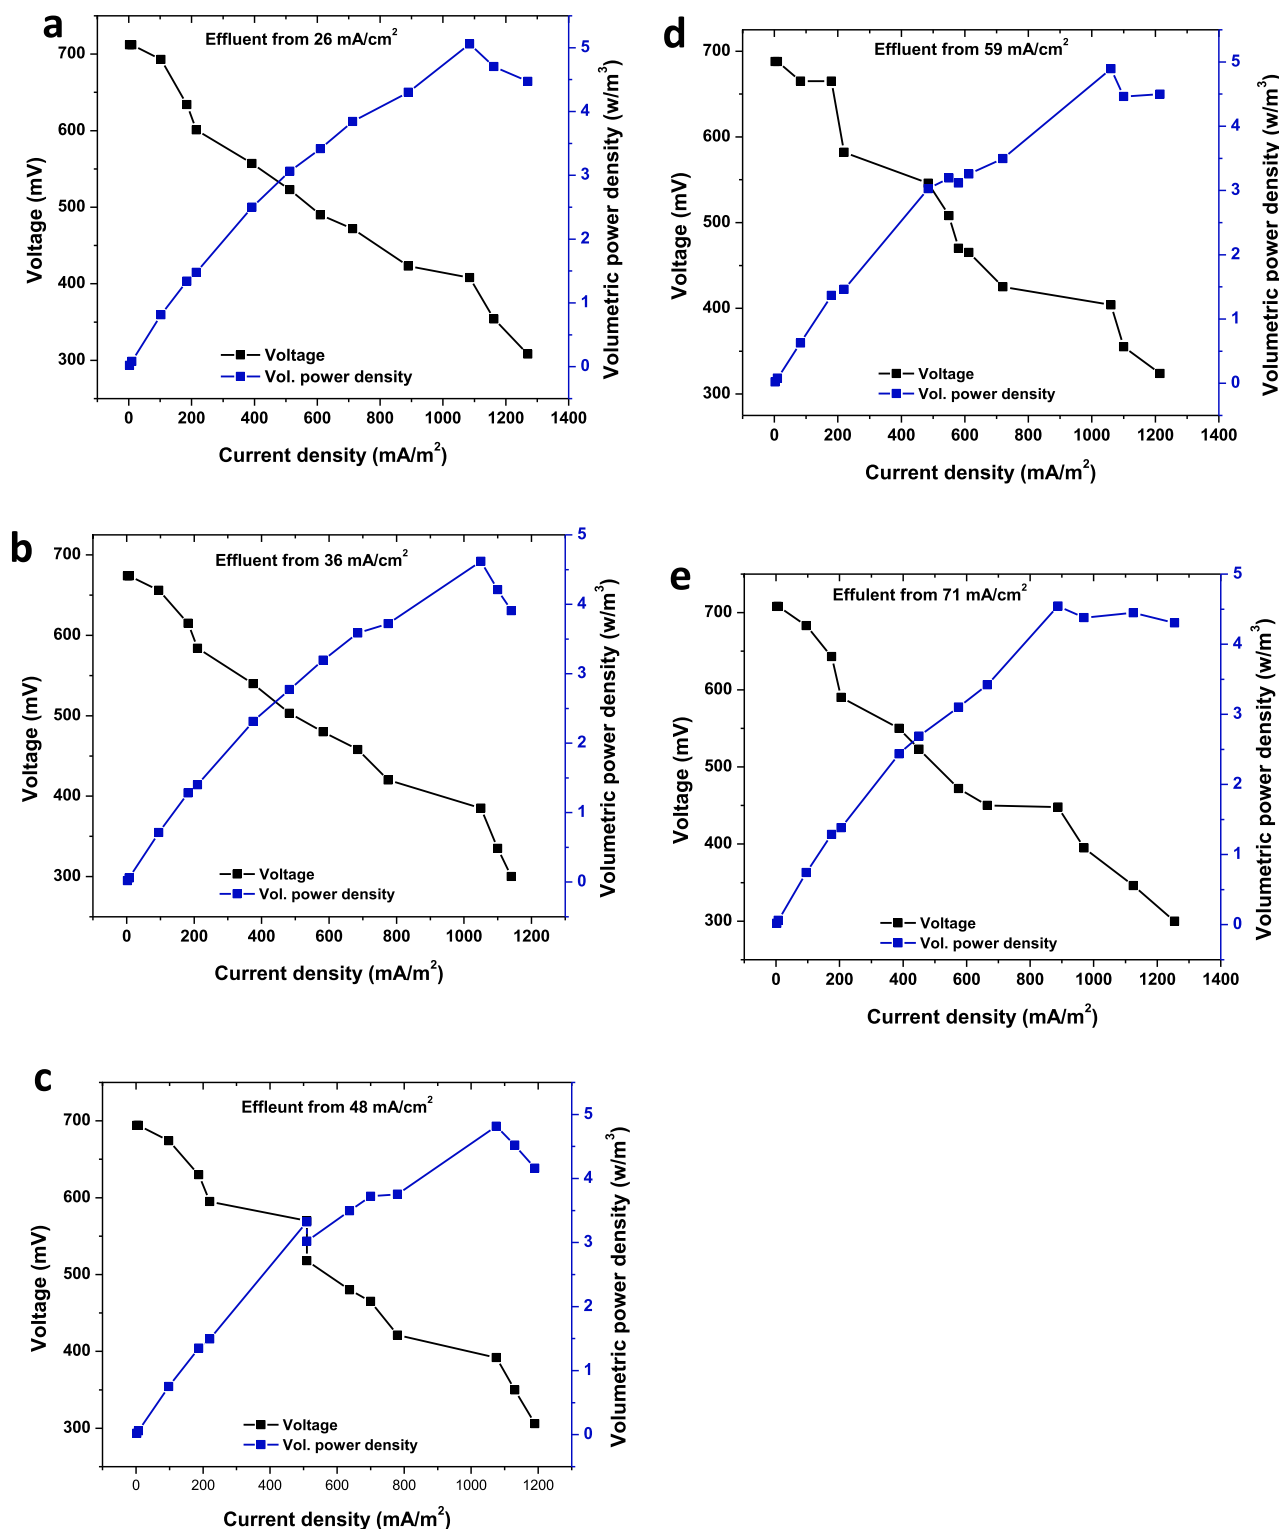 a
Effluent from 26 mA/cm²
Voltage (mV)
700
600
500
400
300
5
4
3
2
1
0
Volumetric power density (w/m³)
Voltage
Vol. power density
0 200 400 600 800 1000 1200 1400
Current density (mA/m²)
b
Effluent from 36 mA/cm²
Voltage (mV)
700
600
500
400
300
5
4
3
2
1
0
Volumetric power density (w/m³)
Voltage
Vol. power density
0 200 400 600 800 1000 1200
Current density (mA/m²)
c
Effleunt from 48 mA/cm²
Voltage (mV)
700
600
500
400
300
5
4
3
2
1
0
Volumetric power density (w/m³)
Voltage
Vol. power density
0 200 400 600 800 1000 1200
Current density (mA/m²)
d
Effluent from 59 mA/cm²
Voltage (mV)
700
600
500
400
300
5
4
3
2
1
0
Volumetric power density (w/m³)
Voltage
Vol. power density
0 200 400 600 800 1000 1200 1400
Current density (mA/m²)
e
Effulent from 71 mA/cm²
Voltage (mV)
700
600
500
400
300
5
4
3
2
1
0
Volumetric power density (w/m³)
Voltage
Vol. power density
0 200 400 600 800 1000 1200 1400
Current density (mA/m²)